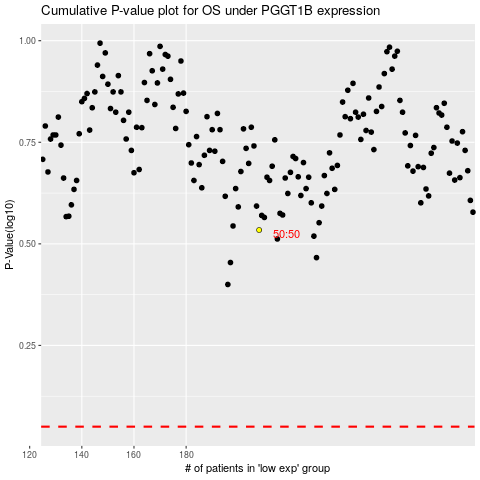 Cumulative P-value plot for OS under PGGT1B expression
1.00
0.75
0.50
0.25
P-Value(log10)
50:50
120 140 160 180
# of patients in 'low exp' group